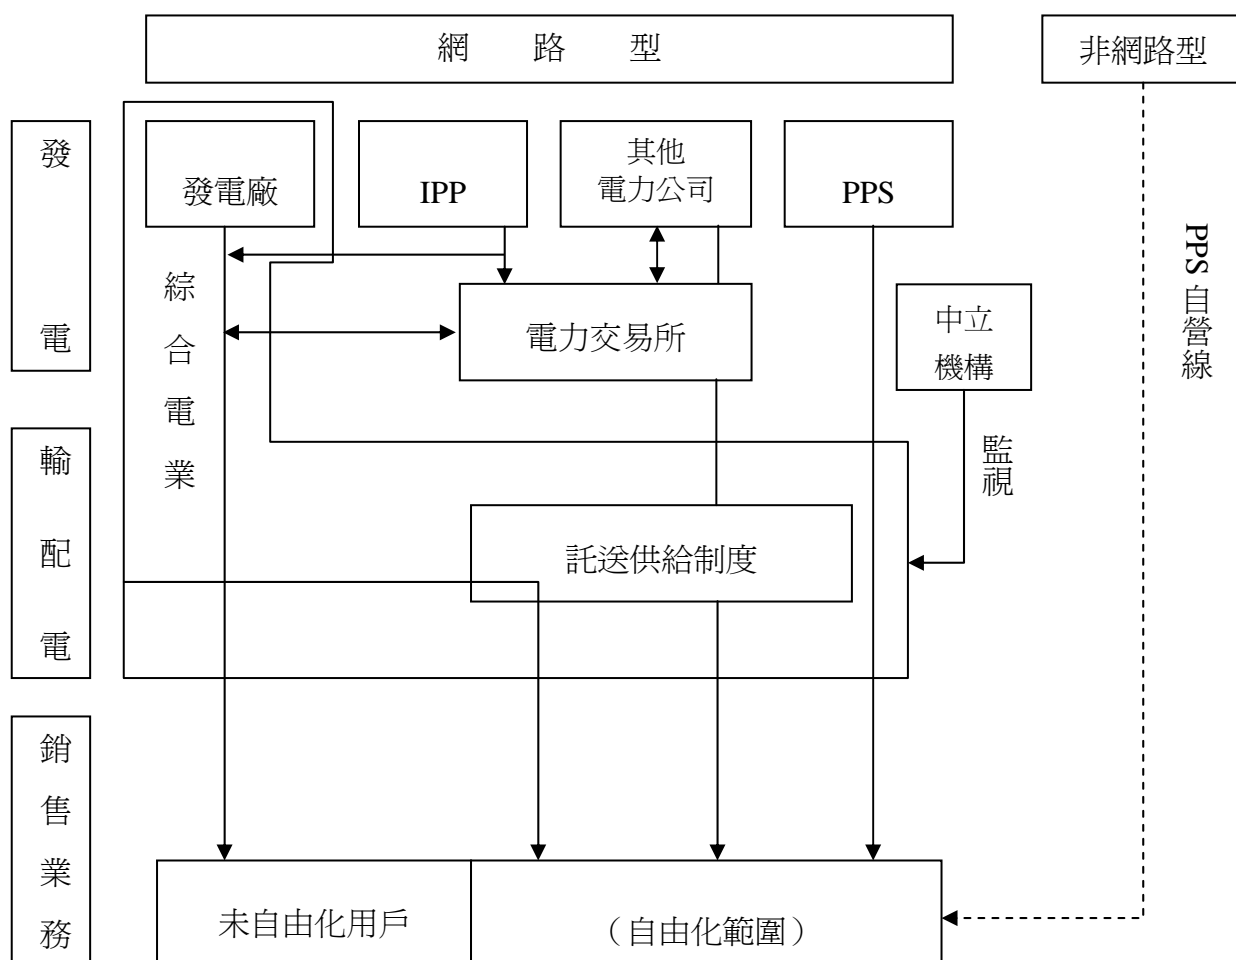 網路型
非網路型
發電
發電廠
IPP
其他
電力公司
PPS
PPS 自營線
綜合電業
電力交易所
中立
機構
監視
輸配電
託送供給制度
銷售業務
未自由化用戶
（自由化範圍）